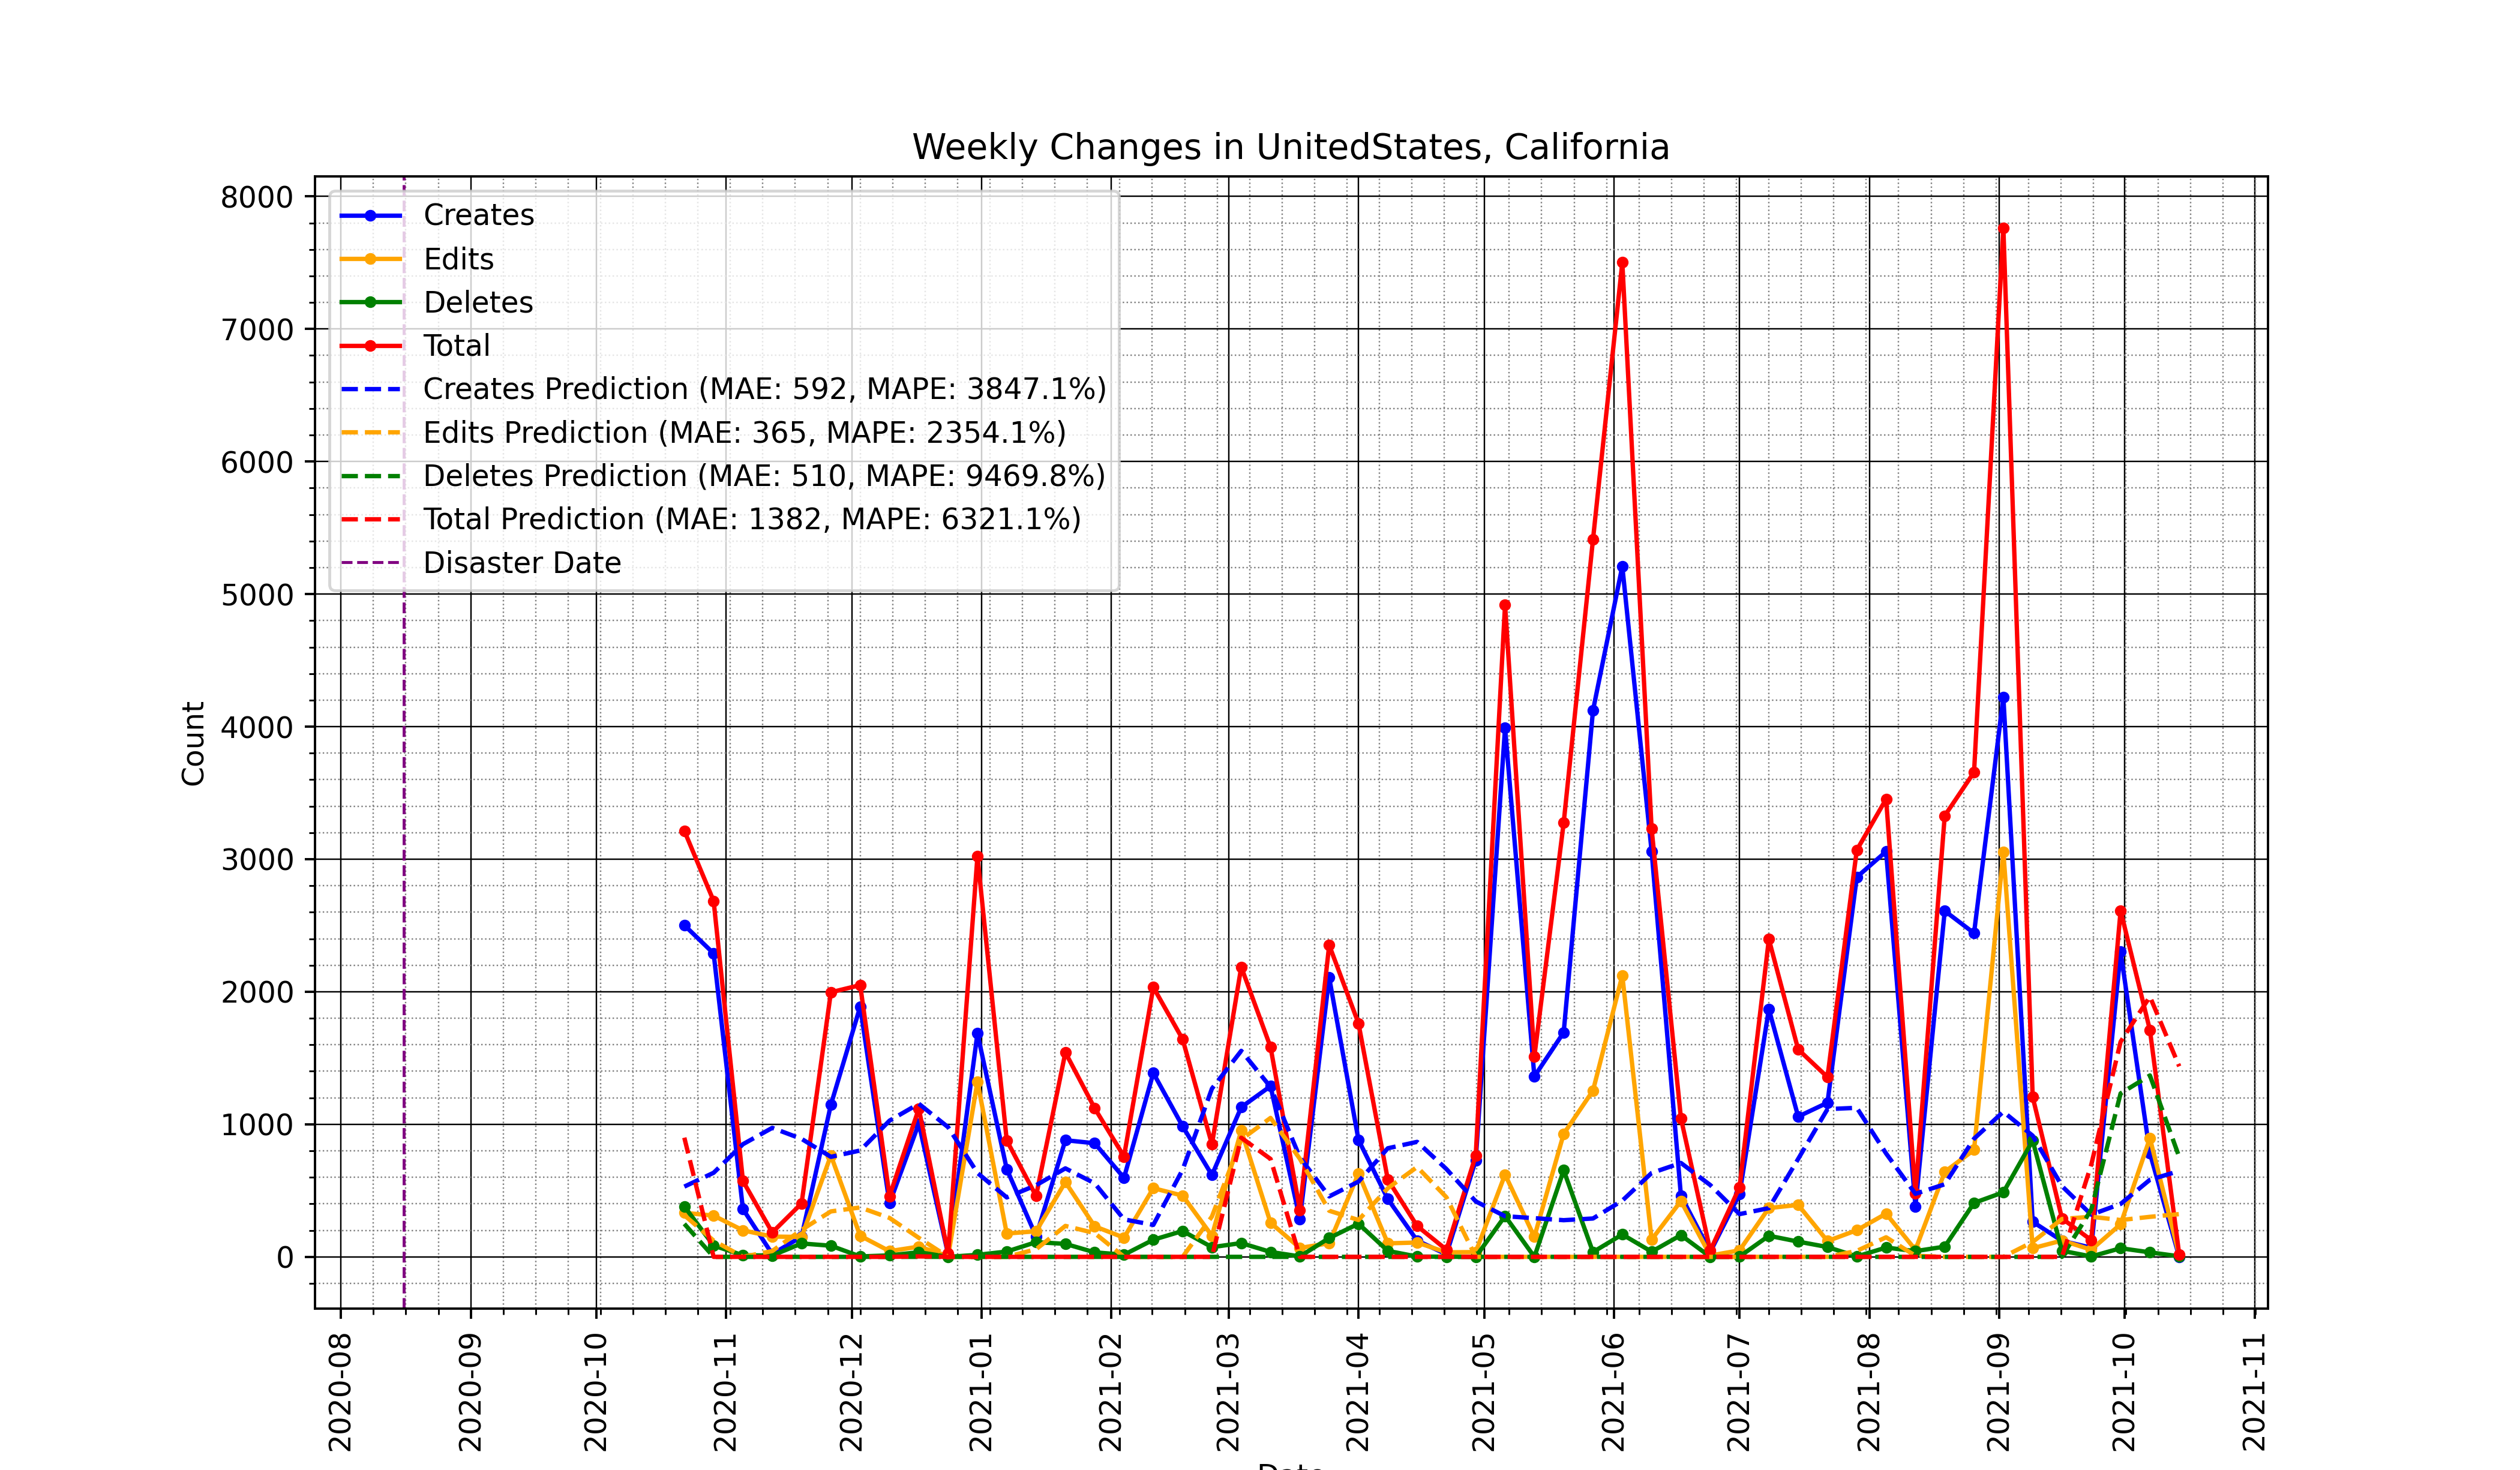 Weekly Changes in UnitedStates, California
8000
7000
6000
5000
4000
3000
2000
1000
0
Count
Creates
Edits
Deletes
Total
Creates Prediction (MAE: 592, MAPE: 3847.1%)
Edits Prediction (MAE: 365, MAPE: 2354.1%)
Deletes Prediction (MAE: 510, MAPE: 9469.8%)
Total Prediction (MAE: 1382, MAPE: 6321.1%)
Disaster Date
2020-08
2020-09
2020-10
2020-11
2020-12
2021-01
2021-02
2021-03
2021-04
2021-05
2021-06
2021-07
2021-08
2021-09
2021-10
2021-11
Date